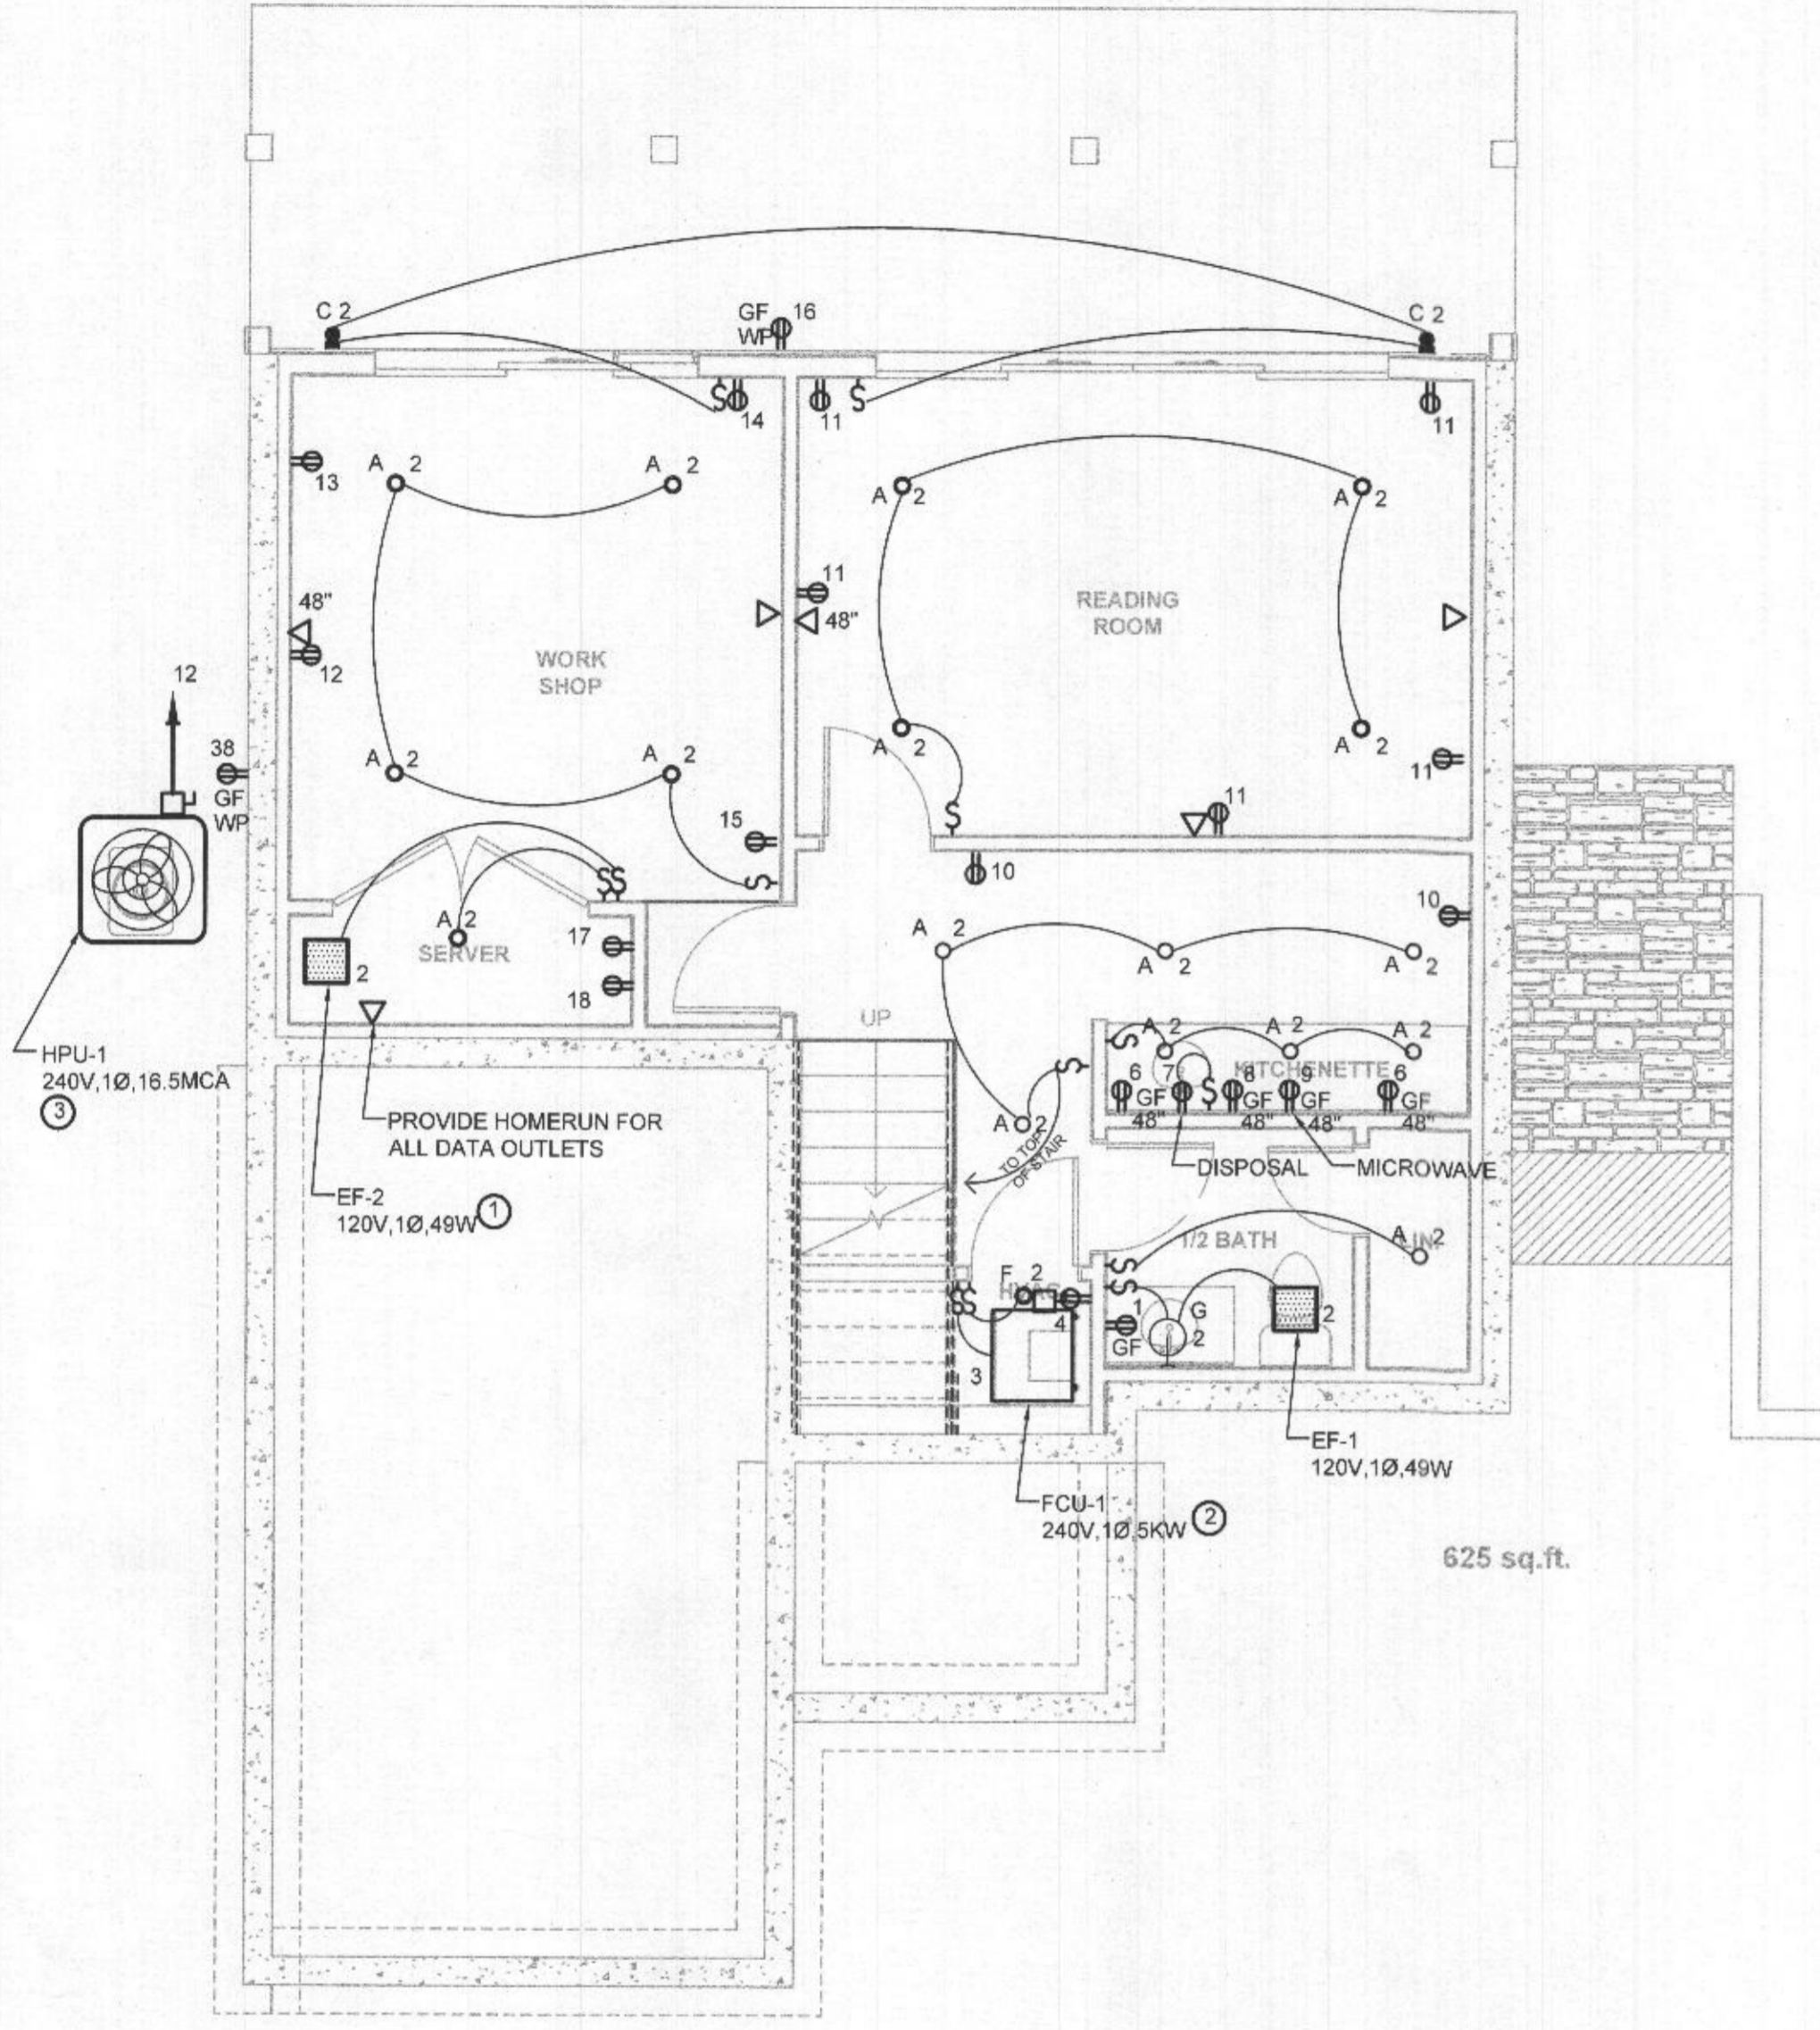 C 2
GF 16
WP
C 2
14
11
11
13
A 2
A 2
A 2
A 2
48"
11
48"
READING
ROOM
WORK
SHOP
12
12
38
GF
WP
A 2
A 2
A 2
A 2
11
11
15
10
10
A 2
SERVER
2
17
18
A 2
A 2
A 2
UP
A 2
A 2
A 2
KITCHENETTE
6
GF
48"
7
8
GF
48"
9
GF
48"
6
GF
48"
A 2
TO TOP
OF STAIR
DISPOSAL
MICROWAVE
HPU-1
240V,1Ø,16.5MCA
3
PROVIDE HOMERUN FOR
ALL DATA OUTLETS
EF-2
120V,1Ø,49W 1
1/2 BATH
A 2
LIN.
F 2
HVAC
4
3
1
GF
G
2
2
EF-1
120V,1Ø,49W
FCU-1
240V,1Ø,5KW 2
625 sq.ft.